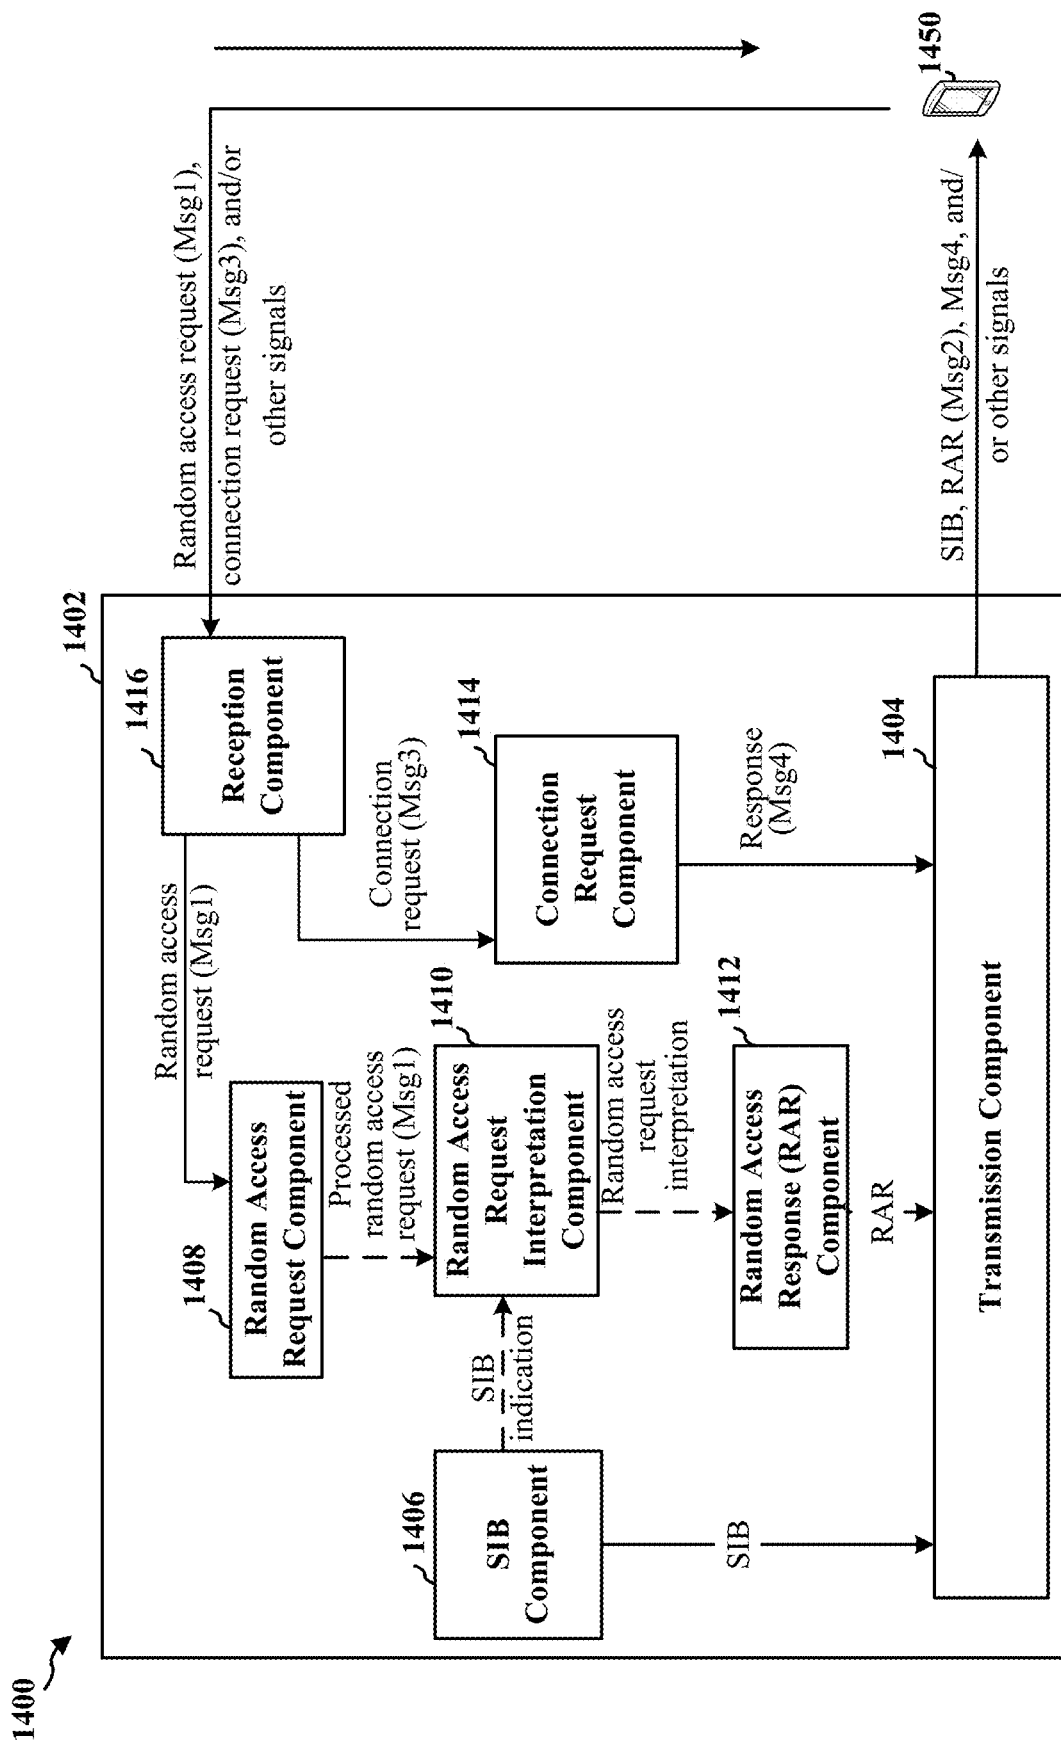 1400
1402
1416
Reception
Component
Random access request (Msg1),
connection request (Msg3), and/or
other signals
Random access
request (Msg1)
Connection
request (Msg3)
1408
Random Access
Request Component
Processed
random access
request (Msg1)
1406
SIB
Component
SIB
indication
1410
Random Access
Request
Interpretation
Component
1414
Connection
Request
Component
Random access
request
interpretation
Response
(Msg4)
1412
Random Access
Response (RAR)
Component
SIB
RAR
1404
Transmission Component
SIB, RAR (Msg2), Msg4, and/
or other signals
1450